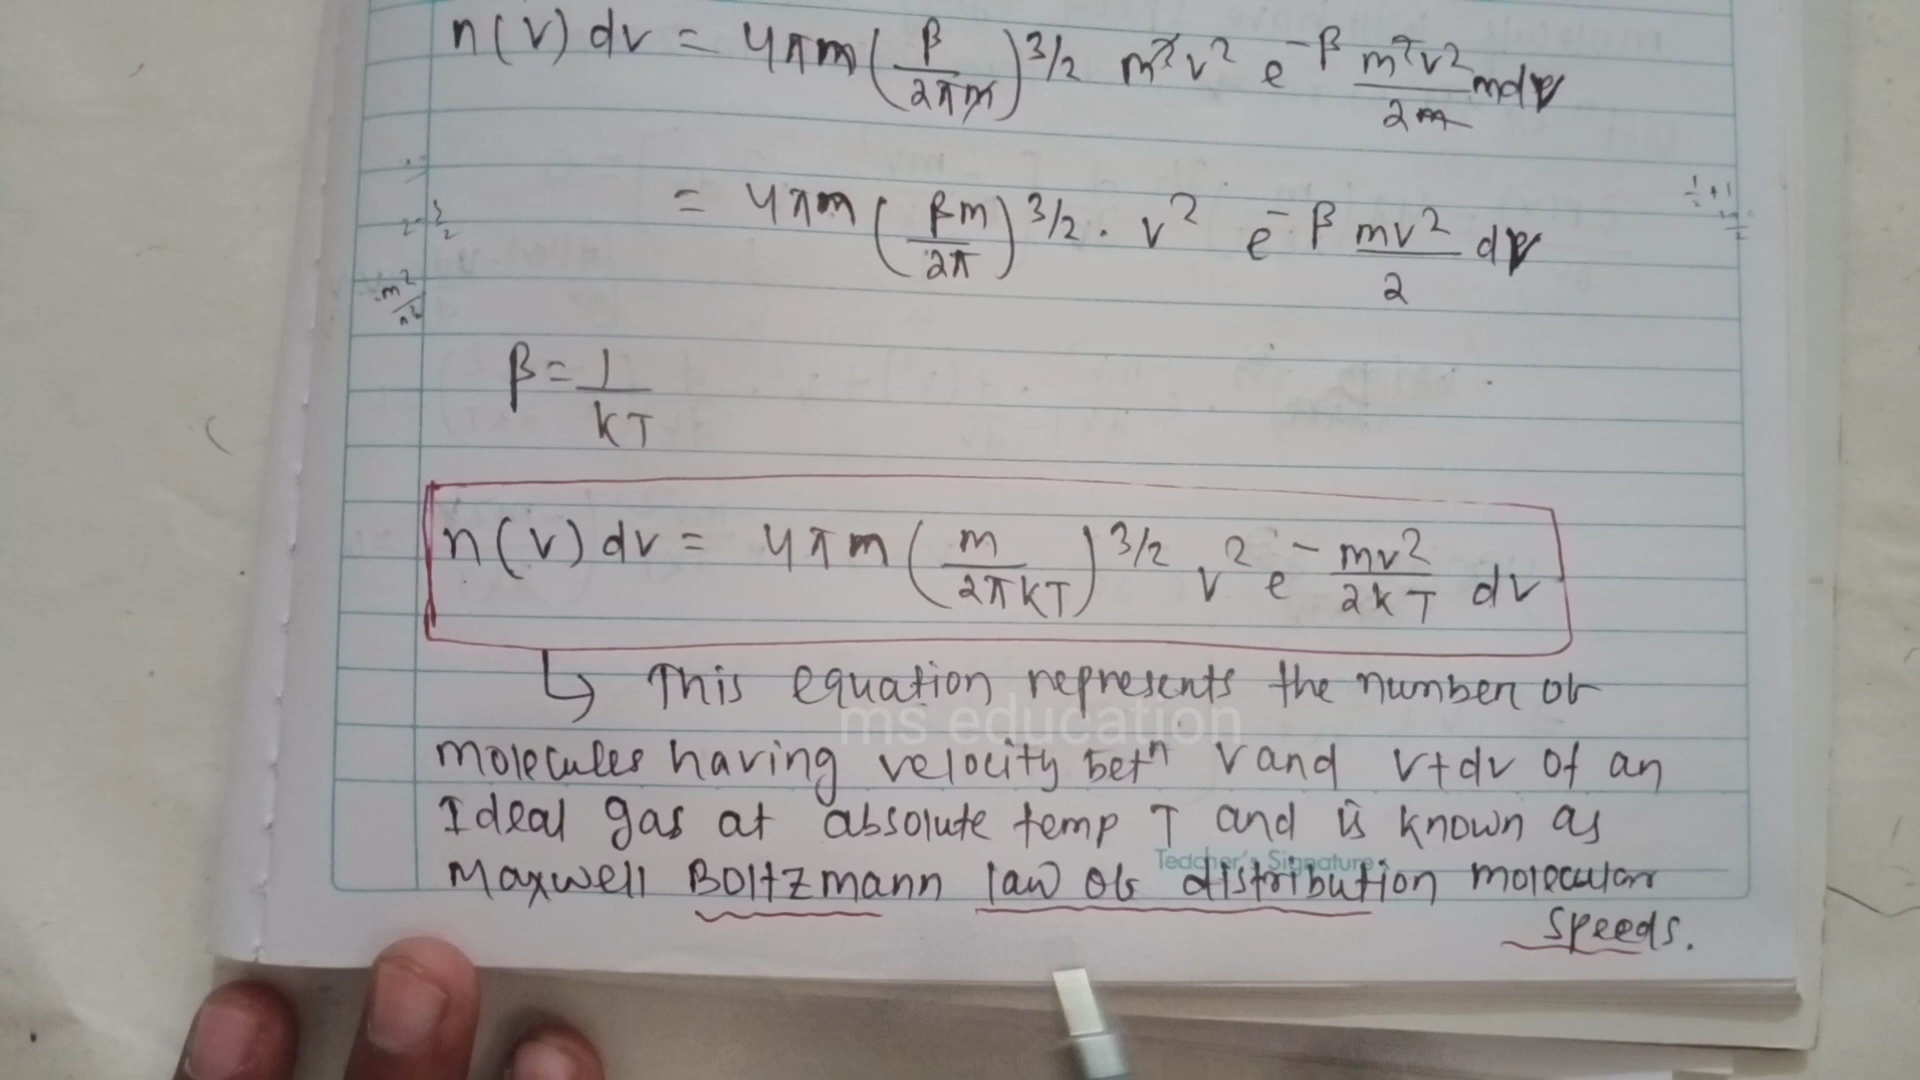 n(v) dv = 4πm (β/2πm)^3/2 m²v² e^-β m²v²/2m mdv
= 4πm (βm/2π)^3/2 · v² e^-β mv²/2 dv
β = 1/kT
n(v) dv = 4πm (m/2πkT)^3/2 v² e^-mv²/2kT dv
↳ This equation represents the number of
ms education
molecules having velocity betⁿ v and v+dv of an
Ideal gas at absolute temp T and is known as
Teacher's Signature
Maxwell Boltzmann law of distribution molecular
speeds.